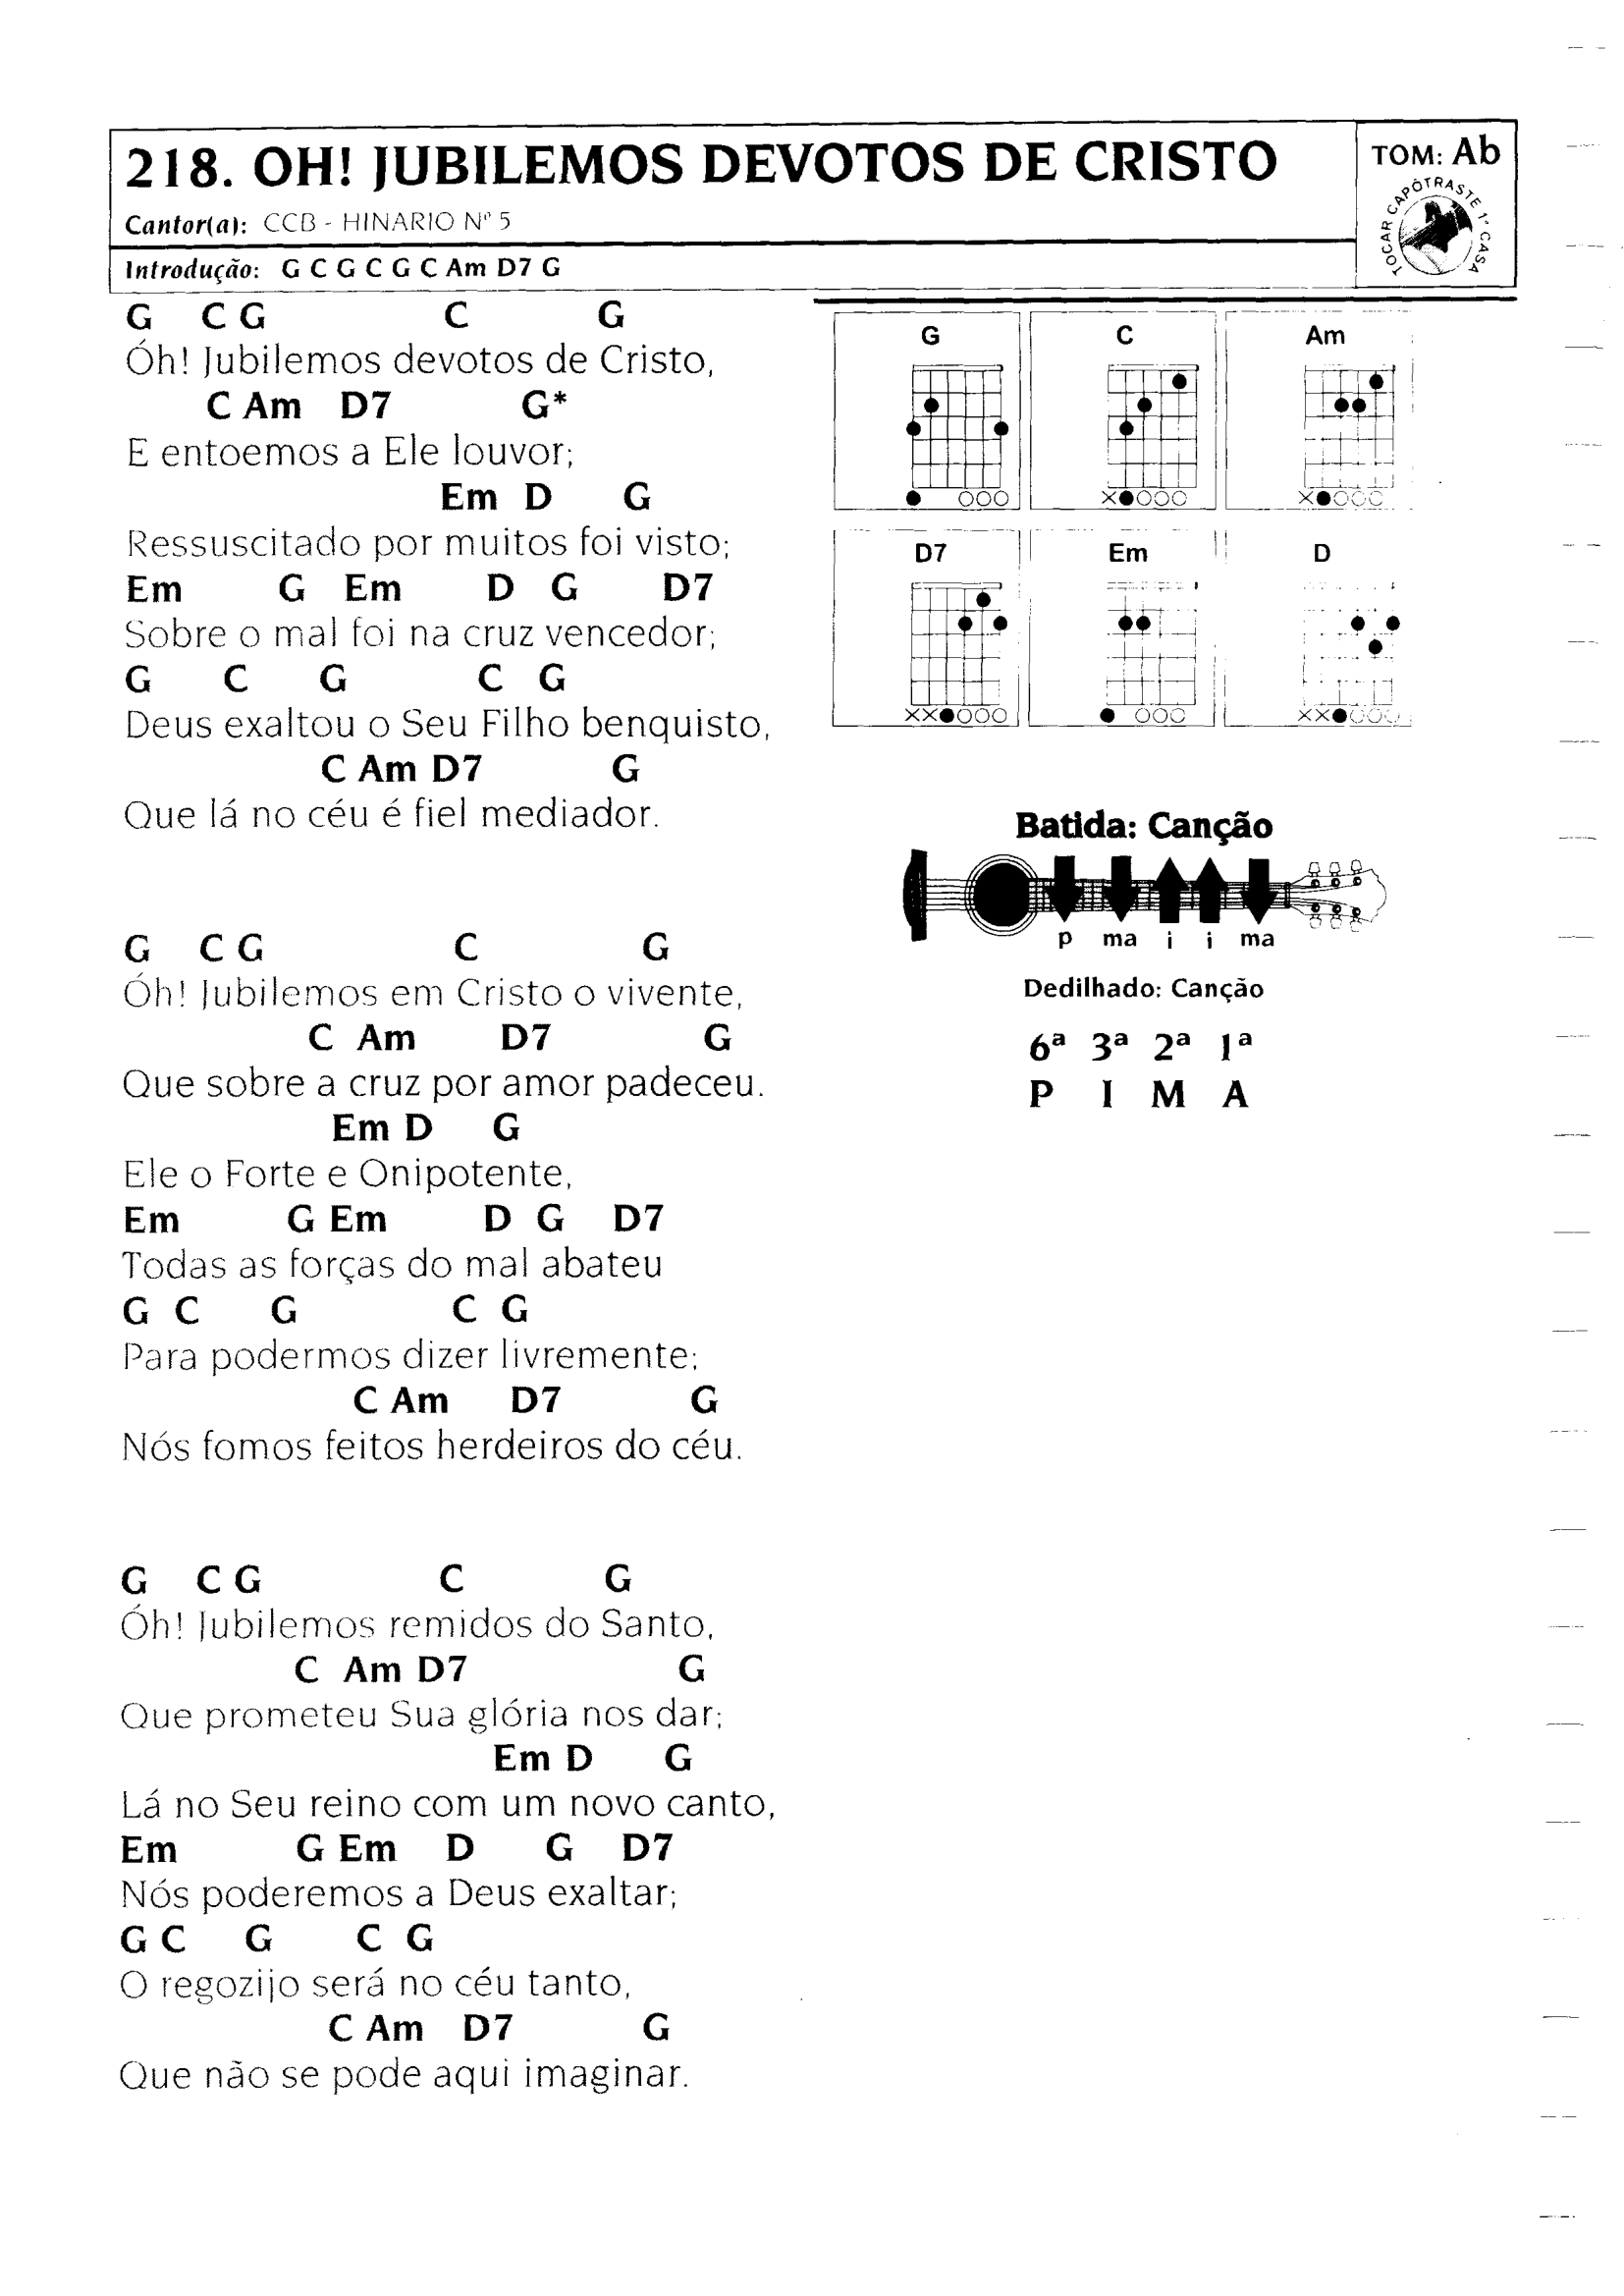 218. OH! JUBILEMOS DEVOTOS DE CRISTO
Cantor(a): CCB - HINARIO Nº 5
Introdução: G C G C G C Am D7 G
TOM: Ab
TOCAR CAPÔTRASTE 1ª CASA
G C G C G
Óh! Jubilemos devotos de Cristo,
C Am D7 G*
E entoemos a Ele louvor;
Em D G
Ressuscitado por muitos foi visto;
Em G Em D G D7
Sobre o mal foi na cruz vencedor;
G C G C G
Deus exaltou o Seu Filho benquisto,
C Am D7 G
Que lá no céu é fiel mediador.
G C G C G
Óh! Jubilemos em Cristo o vivente,
C Am D7 G
Que sobre a cruz por amor padeceu.
Em D G
Ele o Forte e Onipotente,
Em G Em D G D7
Todas as forças do mal abateu
G C G C G
Para podermos dizer livremente;
C Am D7 G
Nós fomos feitos herdeiros do céu.
G C G C G
Óh! Jubilemos remidos do Santo,
C Am D7 G
Que prometeu Sua glória nos dar;
Em D G
Lá no Seu reino com um novo canto,
Em G Em D G D7
Nós poderemos a Deus exaltar;
G C G C G
O regozijo será no céu tanto,
C Am D7 G
Que não se pode aqui imaginar.
G C Am
D7 Em D
Batida: Canção
p ma i i ma
Dedilhado: Canção
6ª 3ª 2ª 1ª
P I M A